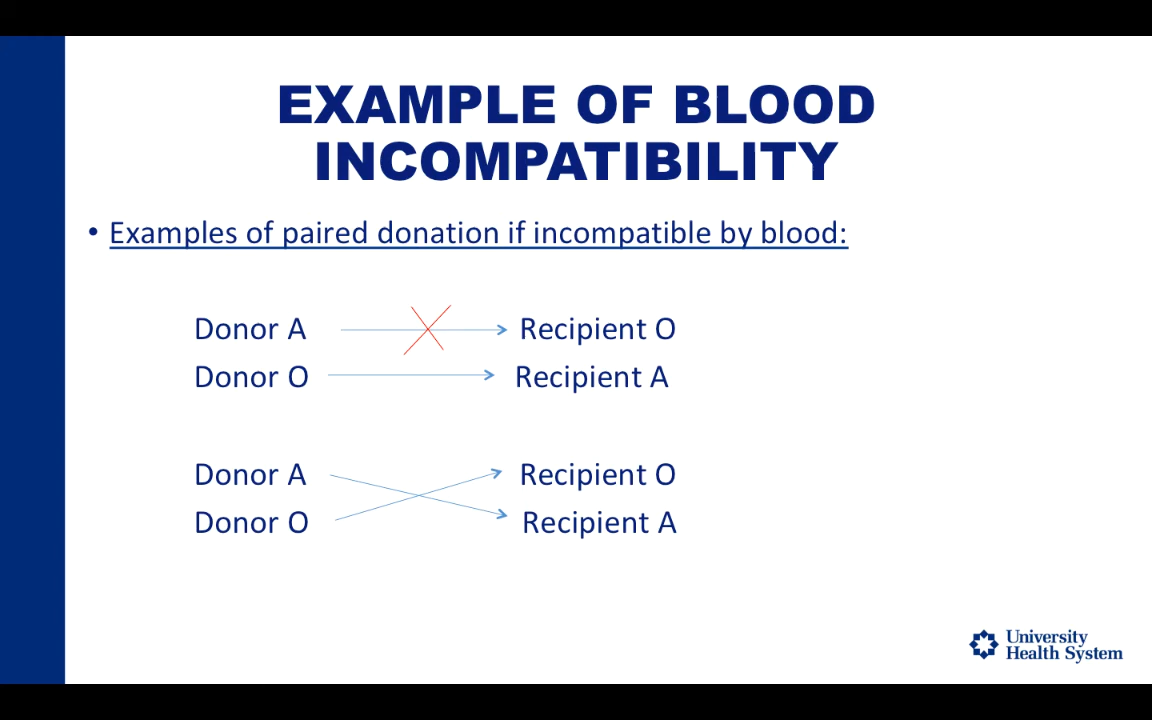 EXAMPLE OF BLOOD
INCOMPATIBILITY
• Examples of paired donation if incompatible by blood:
Donor A Recipient O
Donor O Recipient A
Donor A Recipient O
Donor O Recipient A
University
Health System